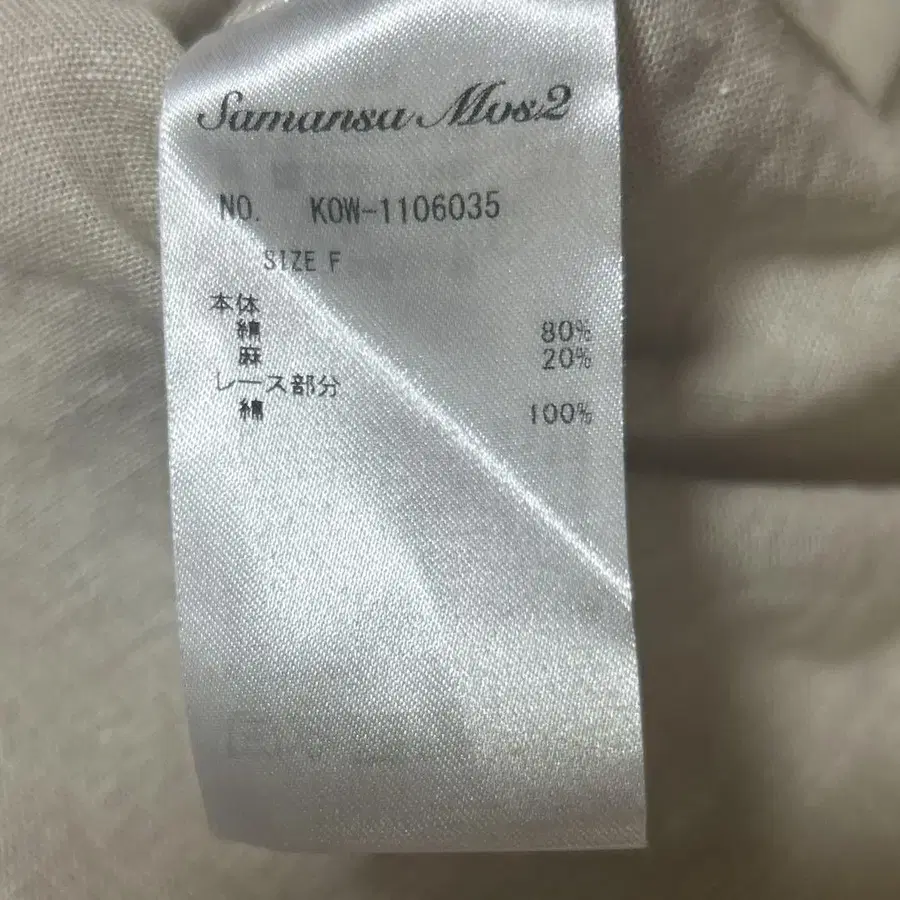 Samansa Mos2
NO. KOW-1106035
SIZE F
本体
綿 80%
麻 20%
レース部分
綿 100%